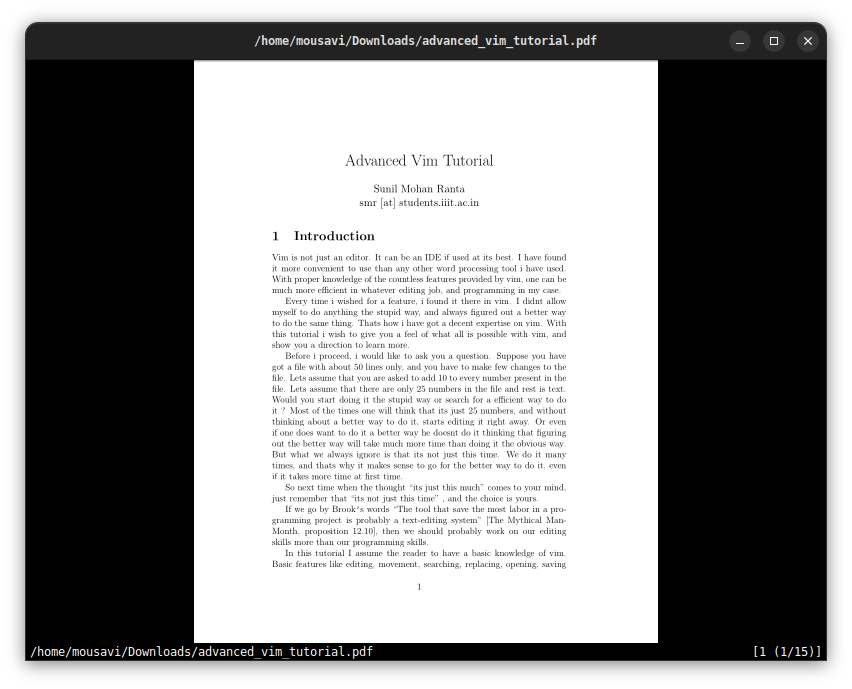 /home/mousavi/Downloads/advanced_vim_tutorial.pdf
Advanced Vim Tutorial
Sunil Mohan Ranta
smr [at] students.iiit.ac.in
1 Introduction
Vim is not just an editor. It can be an IDE if used at its best. I have found
it more convenient to use than any other word processing tool i have used.
With proper knowledge of the countless features provided by vim, one can be
much more efficient in whatever editing job, and programming in my case.
Every time i wished for a feature, i found it there in vim. I didnt allow
myself to do anything the stupid way, and always figured out a better way
to do the same thing. Thats how i have got a decent expertise on vim. With
this tutorial i wish to give you a feel of what all is possible with vim, and
show you a direction to learn more.
Before i proceed, i would like to ask you a question. Suppose you have
got a file with about 50 lines only, and you have to make few changes to the
file. Lets assume that you are asked to add 10 to every number present in the
file. Lets assume that there are only 25 numbers in the file and rest is text.
Would you start doing it the stupid way or search for a efficient way to do
it ? Most of the times one will think that its just 25 numbers, and without
thinking about a better way to do it, starts editing it right away. Or even
if one does want to do it a better way he doesnt do it thinking that figuring
out the better way will take much more time than doing it the obvious way.
But what we always ignore is that its not just this time. We do it many
times, and thats why it makes sense to go for the better way to do it, even
if it takes more time at first time.
So next time when the thought “its just this much” comes to your mind,
just remember that “its not just this time” , and the choice is yours.
If we go by Brook‘s words “The tool that save the most labor in a pro-
gramming project is probably a text-editing system” [The Mythical Man-
Month, proposition 12.10], then we should probably work on our editing
skills more than our programming skills.
In this tutorial I assume the reader to have a basic knowledge of vim.
Basic features like editing, movement, searching, replacing, opening, saving
1
/home/mousavi/Downloads/advanced_vim_tutorial.pdf [1 (1/15)]